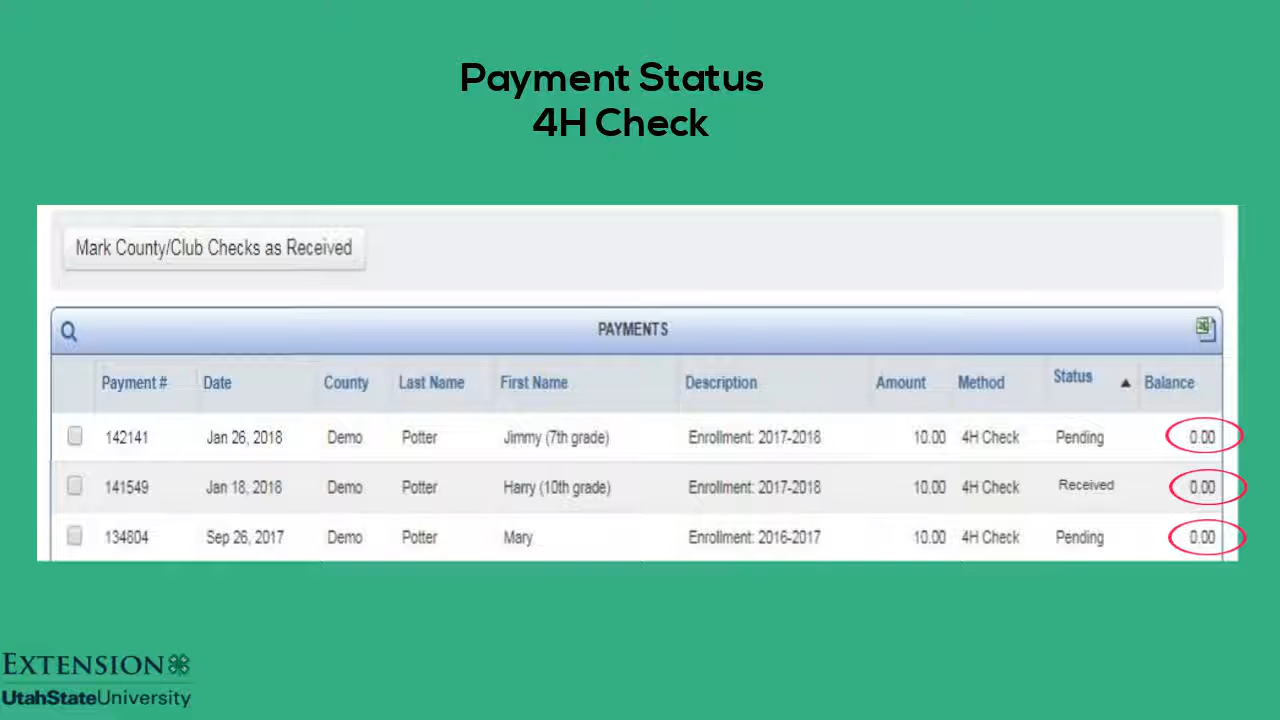 Payment Status
4H Check
Mark County/Club Checks as Received
PAYMENTS
Payment # Date County Last Name First Name Description Amount Method Status Balance
142141 Jan 26, 2018 Demo Potter Jimmy (7th grade) Enrollment: 2017-2018 10.00 4H Check Pending 0.00
141549 Jan 18, 2018 Demo Potter Harry (10th grade) Enrollment: 2017-2018 10.00 4H Check Received 0.00
134804 Sep 26, 2017 Demo Potter Mary Enrollment: 2016-2017 10.00 4H Check Pending 0.00
EXTENSION
UtahStateUniversity